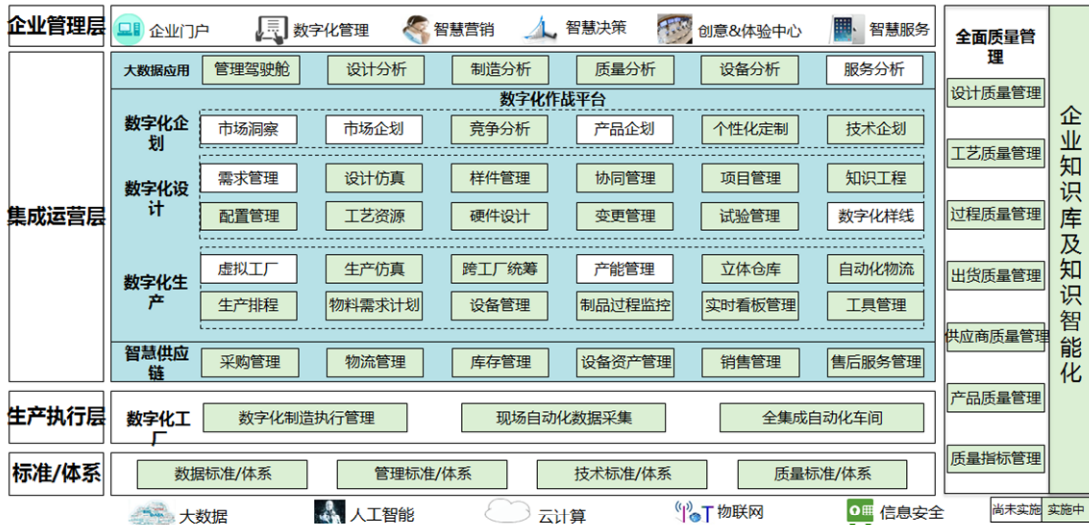 企业管理层
企业门户 数字化管理 智慧营销 智慧决策 创意&体验中心 智慧服务
集成运营层
大数据应用 管理驾驶舱 设计分析 制造分析 质量分析 设备分析 服务分析
数字化作战平台
数字化企划 市场洞察 市场企划 竞争分析 产品企划 个性化定制 技术企划
数字化设计
需求管理 设计仿真 样件管理 协同管理 项目管理 知识工程
配置管理 工艺资源 硬件设计 变更管理 试验管理 数字化样线
数字化生产
虚拟工厂 生产仿真 跨工厂统筹 产能管理 立体仓库 自动化物流
生产排程 物料需求计划 设备管理 制品过程监控 实时看板管理 工具管理
智慧供应链 采购管理 物流管理 库存管理 设备资产管理 销售管理 售后服务管理
生产执行层
数字化工厂 数字化制造执行管理 现场自动化数据采集 全集成自动化车间
标准/体系
数据标准/体系 管理标准/体系 技术标准/体系 质量标准/体系
全面质量管理
设计质量管理
工艺质量管理
过程质量管理
出货质量管理
供应商质量管理
产品质量管理
质量指标管理
企业知识库及知识智能化
大数据 人工智能 云计算 IoT 物联网 信息安全
尚未实施 实施中